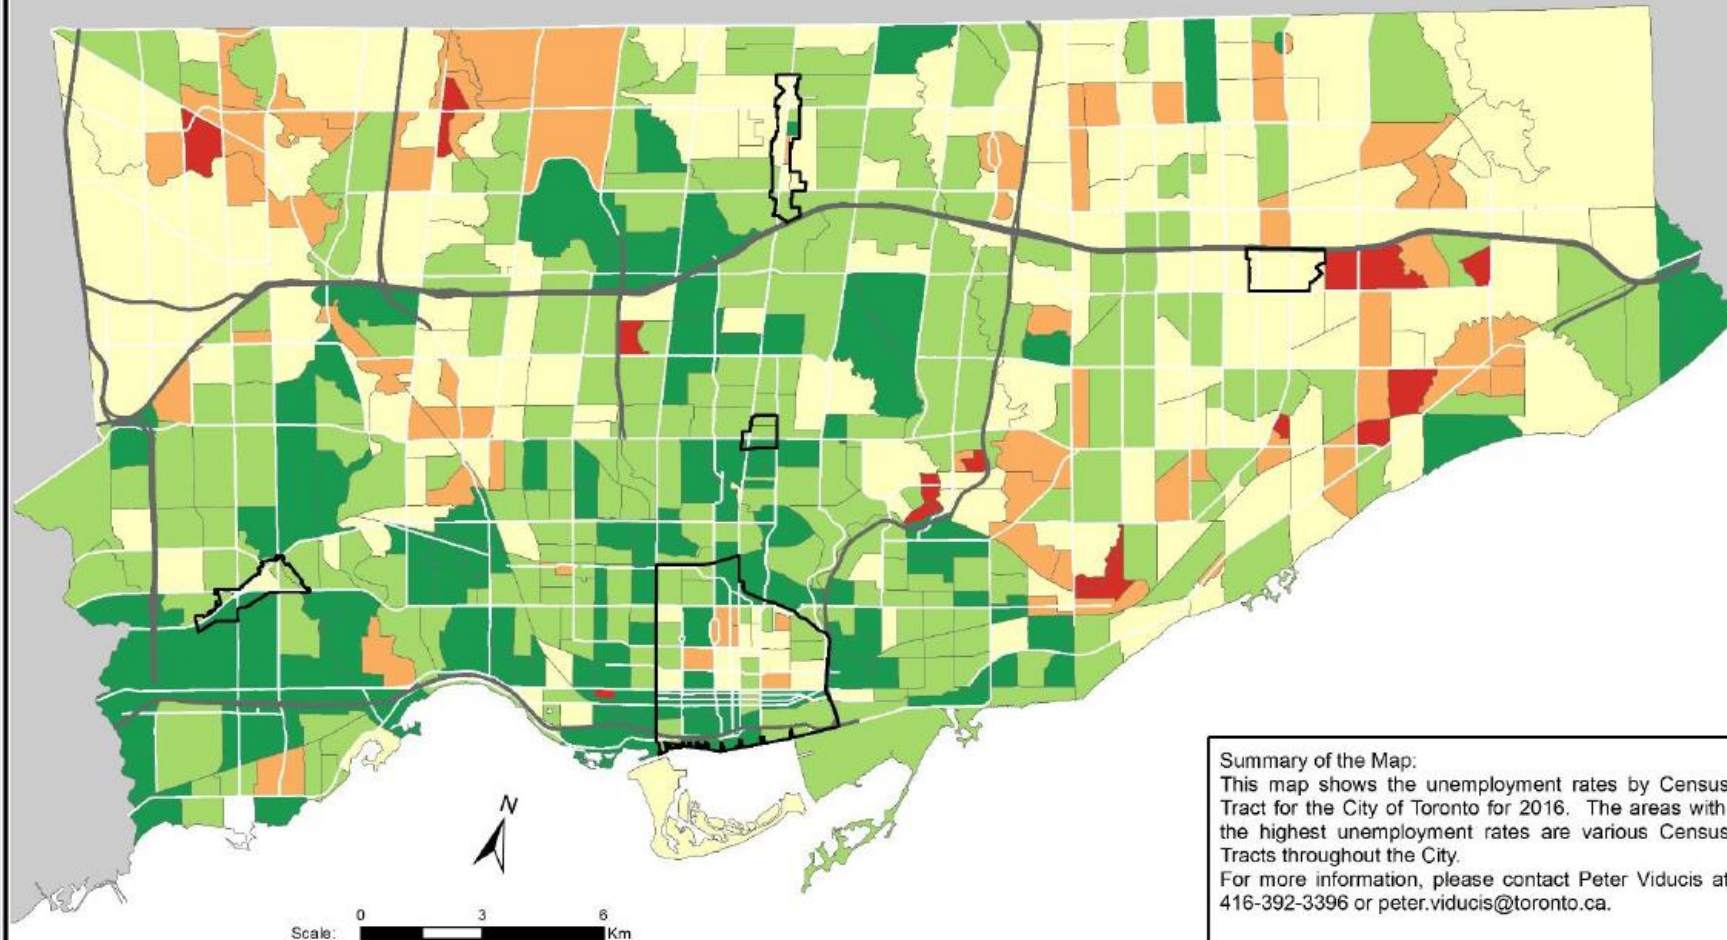 Summary of the Map:
This map shows the unemployment rates by Census
Tract for the City of Toronto for 2016. The areas with
the highest unemployment rates are various Census
Tracts throughout the City.
For more information, please contact Peter Viducis at
416-392-3396 or peter.viducis@toronto.ca.
N
0 3 6
Scale: Km